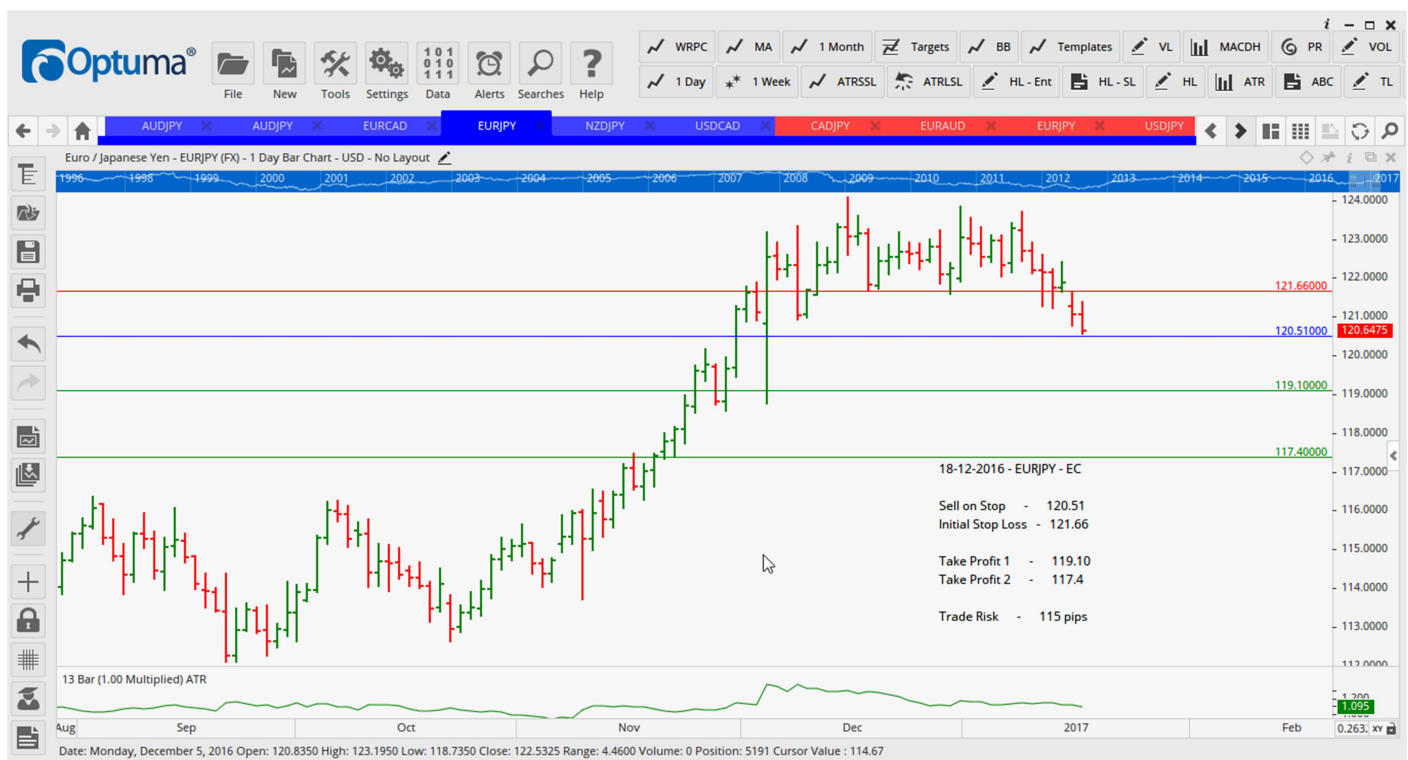 i
Optuma®
File
New
Tools
Settings
Data
Alerts
Searches
Help
WRPC
MA
1 Month
Targets
BB
Templates
VL
MACDH
PR
VOL
1 Day
1 Week
ATRSSL
ATRLSL
HL - Ent
HL - SL
HL
ATR
ABC
TL
AUDJPY
AUDJPY
EURCAD
EURJPY
NZDJPY
USDCAD
CADJPY
EURAUD
EURJPY
USDJPY
Euro / Japanese Yen - EURJPY (FX) - 1 Day Bar Chart - USD - No Layout
1996 1998 1999 2000 2001 2002 2003 2004 2005 2006 2007 2008 2009 2010 2011 2012 2013 2014 2015 2016 2017
124.0000
123.0000
122.0000
121.66000
121.0000
120.51000 120.6475
120.0000
119.10000
119.0000
118.0000
117.40000
117.0000
116.0000
115.0000
114.0000
113.0000
112.0000
18-12-2016 - EURJPY - EC
Sell on Stop - 120.51
Initial Stop Loss - 121.66
Take Profit 1 - 119.10
Take Profit 2 - 117.4
Trade Risk - 115 pips
13 Bar (1.00 Multiplied) ATR
1.200
1.095
Aug Sep Oct Nov Dec 2017 Feb
XY
Date: Monday, December 5, 2016 Open: 120.8350 High: 123.1950 Low: 118.7350 Close: 122.5325 Range: 4.4600 Volume: 0 Position: 5191 Cursor Value : 114.67